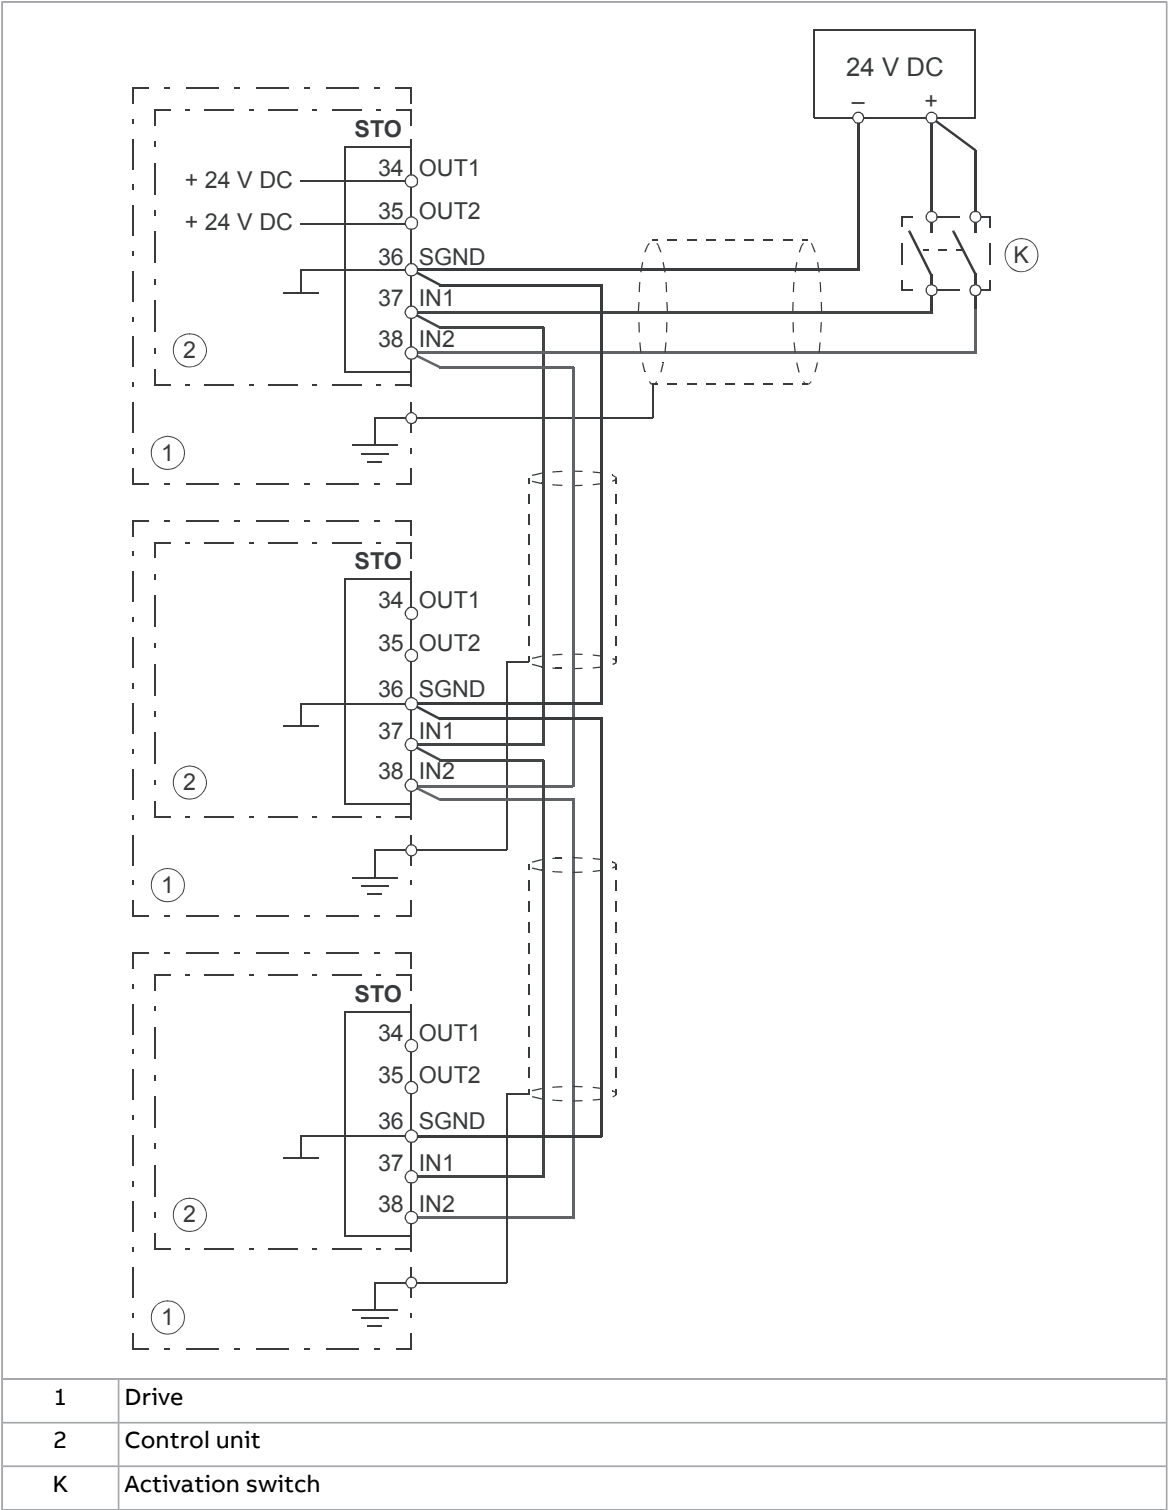 24 V DC
– +
STO
+ 24 V DC 34 OUT1
+ 24 V DC 35 OUT2
36 SGND
K
37 IN1
38 IN2
2
1
STO
34 OUT1
35 OUT2
36 SGND
37 IN1
38 IN2
2
1
STO
34 OUT1
35 OUT2
36 SGND
37 IN1
38 IN2
2
1
1 Drive
2 Control unit
K Activation switch